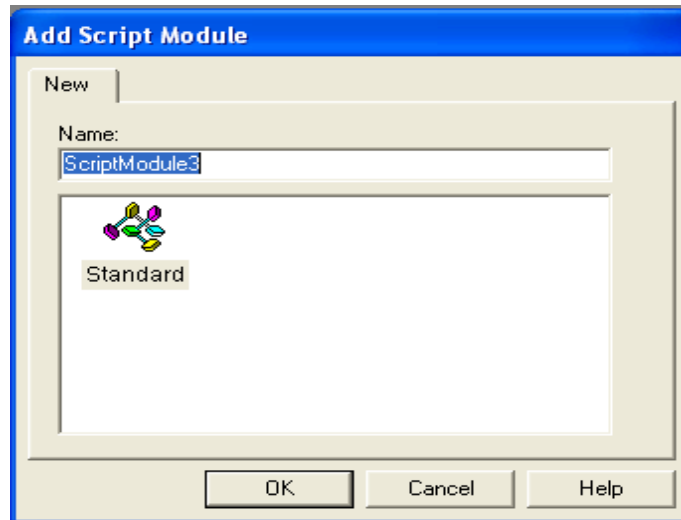 Add Script Module
New
Name:
ScriptModule3
Standard
OK Cancel Help